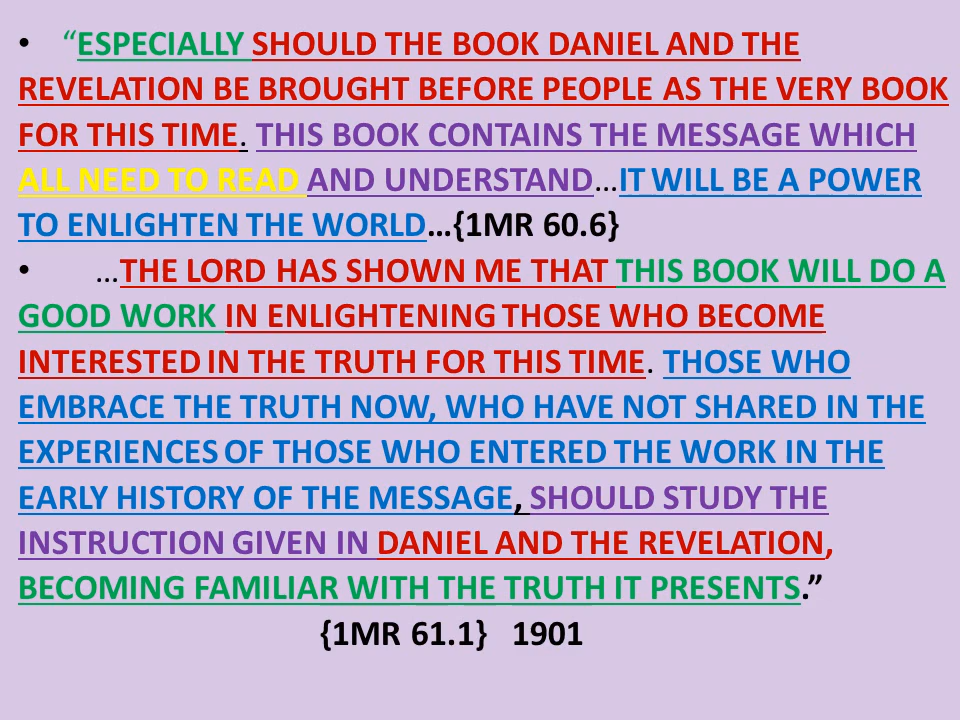 • “ESPECIALLY SHOULD THE BOOK DANIEL AND THE
REVELATION BE BROUGHT BEFORE PEOPLE AS THE VERY BOOK
FOR THIS TIME. THIS BOOK CONTAINS THE MESSAGE WHICH
ALL NEED TO READ AND UNDERSTAND…IT WILL BE A POWER
TO ENLIGHTEN THE WORLD…{1MR 60.6}
• …THE LORD HAS SHOWN ME THAT THIS BOOK WILL DO A
GOOD WORK IN ENLIGHTENING THOSE WHO BECOME
INTERESTED IN THE TRUTH FOR THIS TIME. THOSE WHO
EMBRACE THE TRUTH NOW, WHO HAVE NOT SHARED IN THE
EXPERIENCES OF THOSE WHO ENTERED THE WORK IN THE
EARLY HISTORY OF THE MESSAGE, SHOULD STUDY THE
INSTRUCTION GIVEN IN DANIEL AND THE REVELATION,
BECOMING FAMILIAR WITH THE TRUTH IT PRESENTS.”
{1MR 61.1} 1901